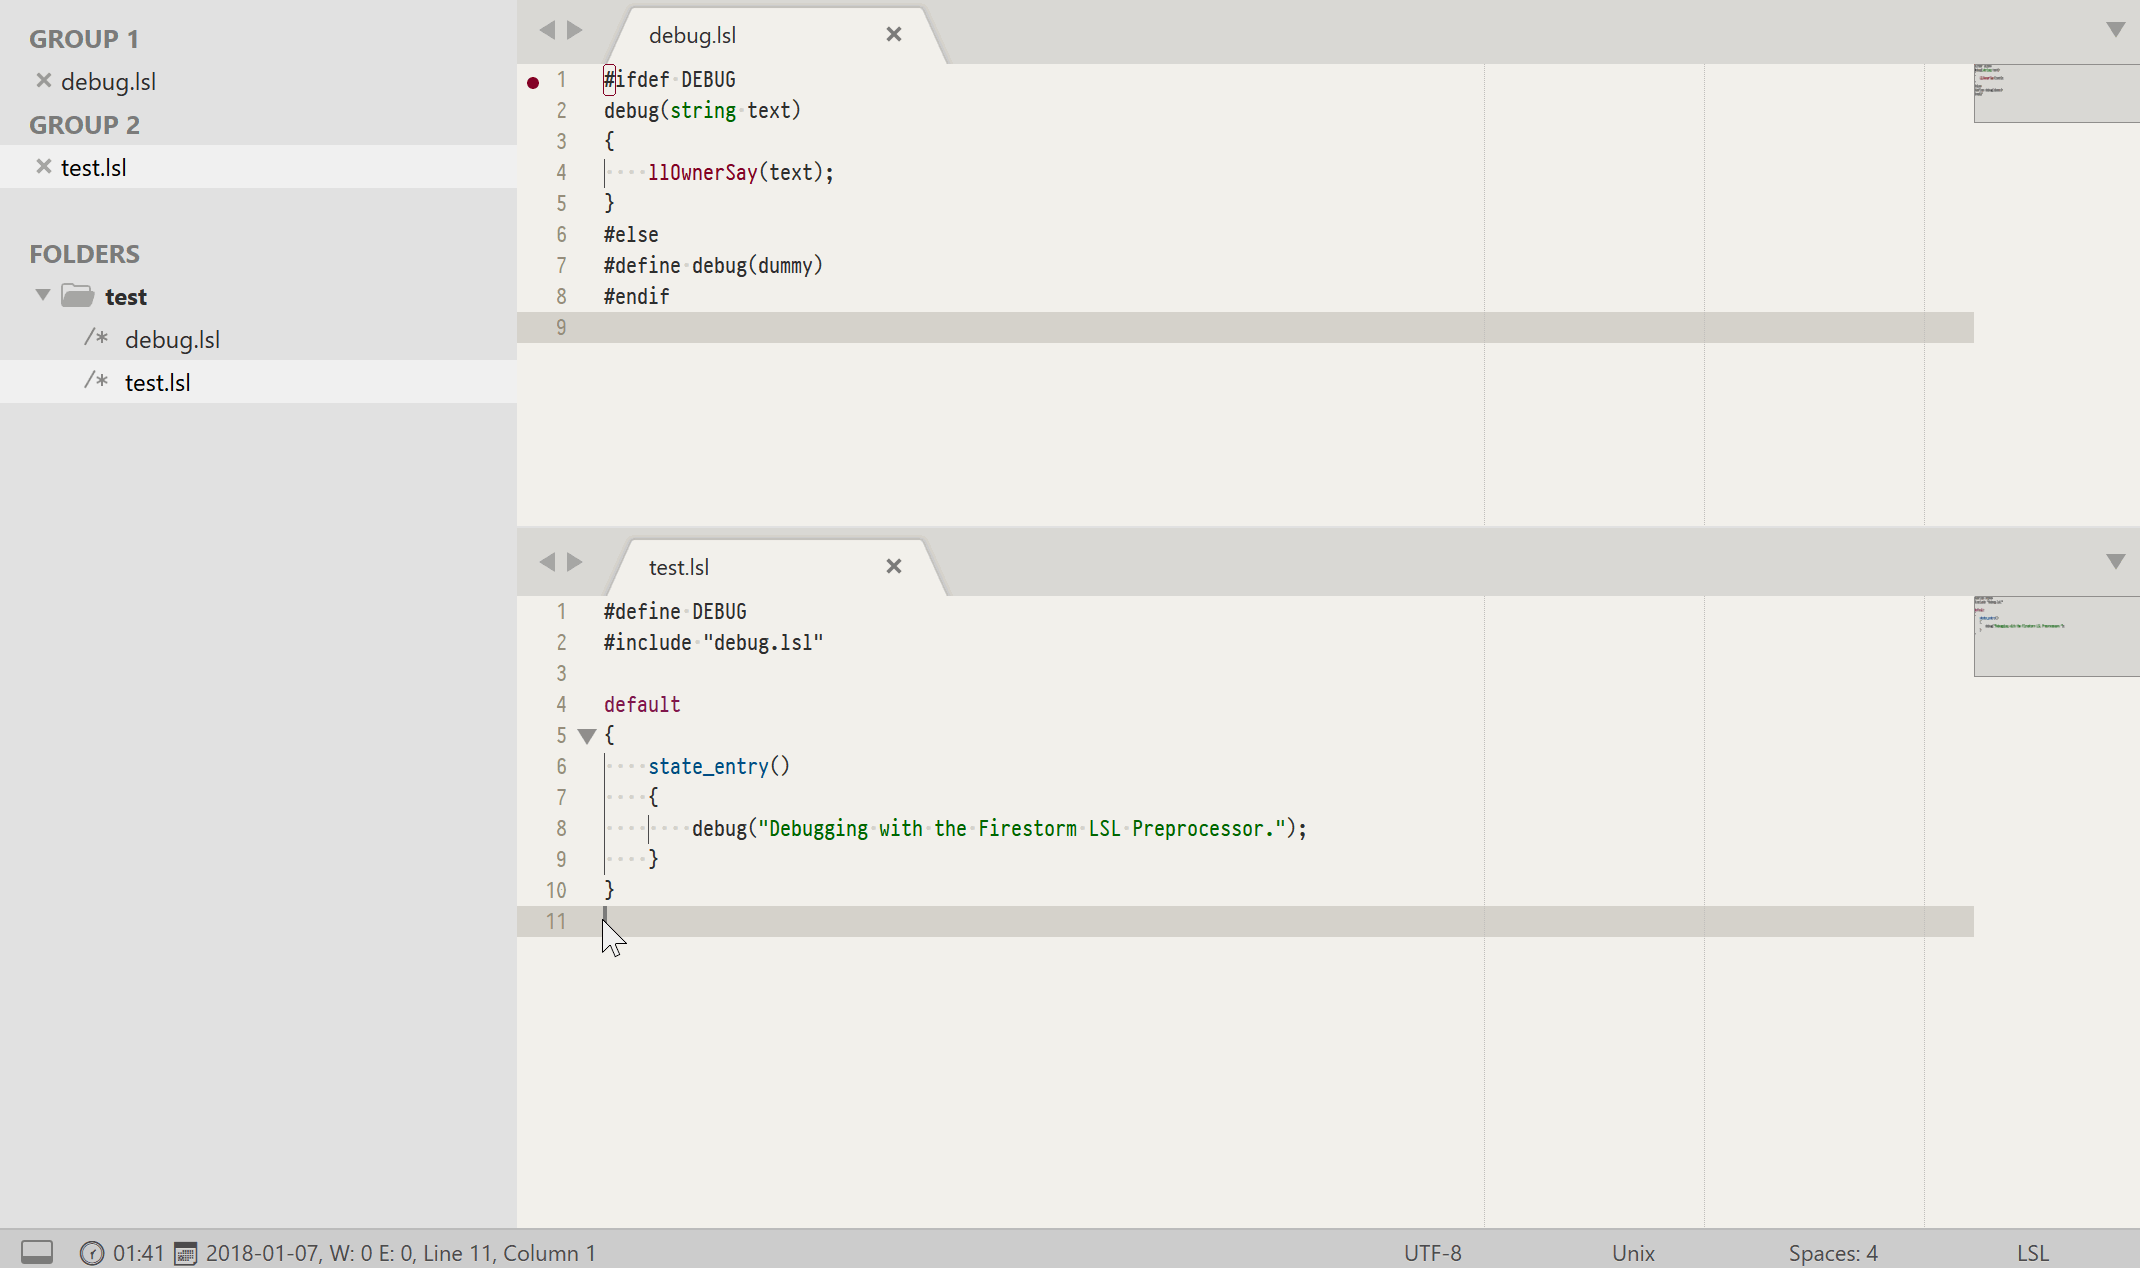 GROUP 1
debug.lsl
GROUP 2
test.lsl
FOLDERS
test
/* debug.lsl
/* test.lsl
debug.lsl
1 #ifdef DEBUG
2 debug(string text)
3 {
4     llOwnerSay(text);
5 }
6 #else
7 #define debug(dummy)
8 #endif
9
test.lsl
1 #define DEBUG
2 #include "debug.lsl"
3
4 default
5 {
6     state_entry()
7     {
8         debug("Debugging with the Firestorm LSL Preprocessor.");
9     }
10 }
11
01:41 2018-01-07, W: 0 E: 0, Line 11, Column 1 UTF-8 Unix Spaces: 4 LSL